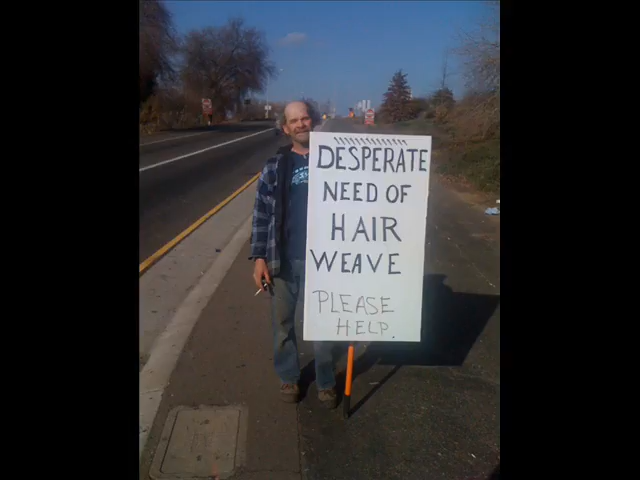 DESPERATE
NEED OF
HAIR
WEAVE
PLEASE
HELP.